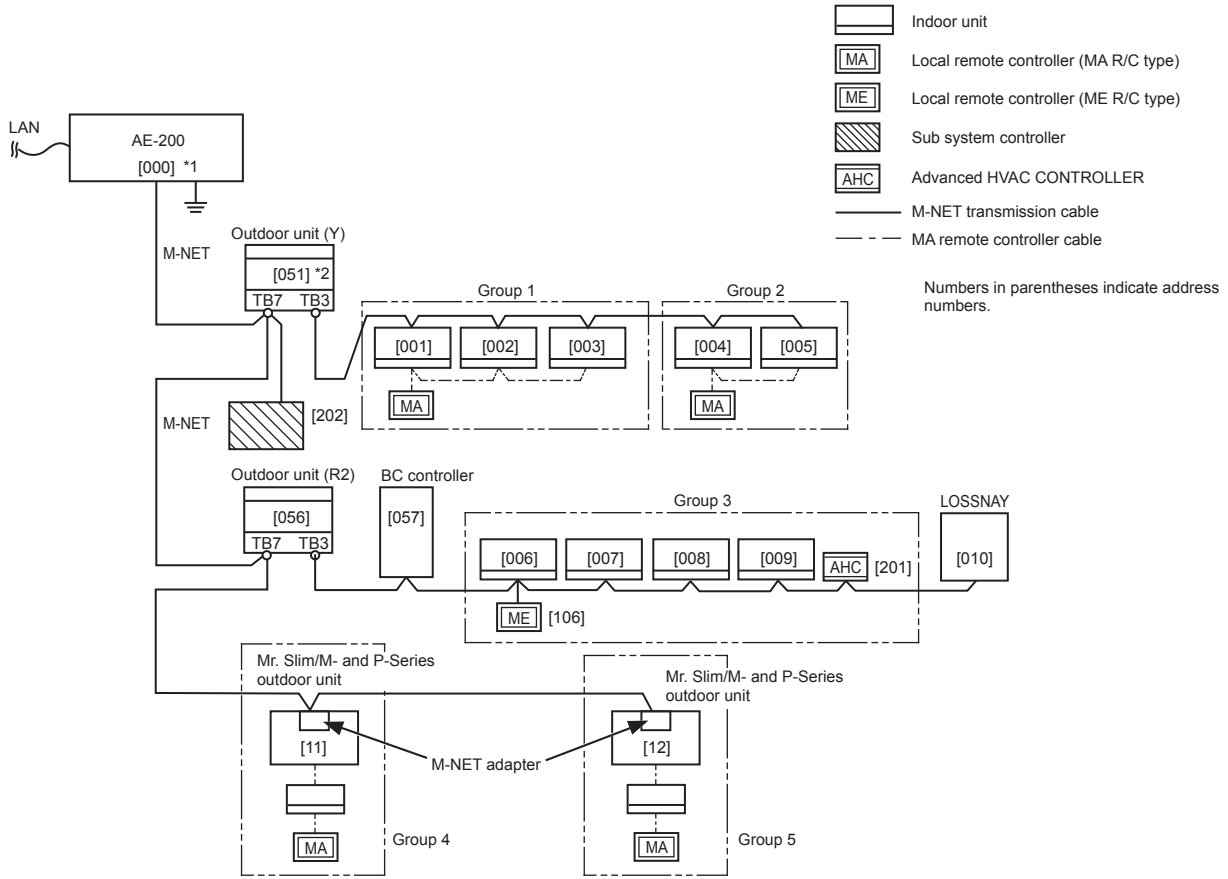 Indoor unit
MA
Local remote controller (MA R/C type)
ME
Local remote controller (ME R/C type)
Sub system controller
AHC
Advanced HVAC CONTROLLER
M-NET transmission cable
MA remote controller cable
Numbers in parentheses indicate address
numbers.
LAN
AE-200
[000] *1
M-NET
Outdoor unit (Y)
[051] *2
TB7 TB3
Group 1
[001] [002] [003]
MA
Group 2
[004] [005]
MA
M-NET
[202]
Outdoor unit (R2)
[056]
TB7 TB3
BC controller
[057]
Group 3
[006] [007] [008] [009]
AHC [201]
ME [106]
LOSSNAY
[010]
Mr. Slim/M- and P-Series
outdoor unit
[11]
MA
Group 4
M-NET adapter
Mr. Slim/M- and P-Series
outdoor unit
[12]
MA
Group 5